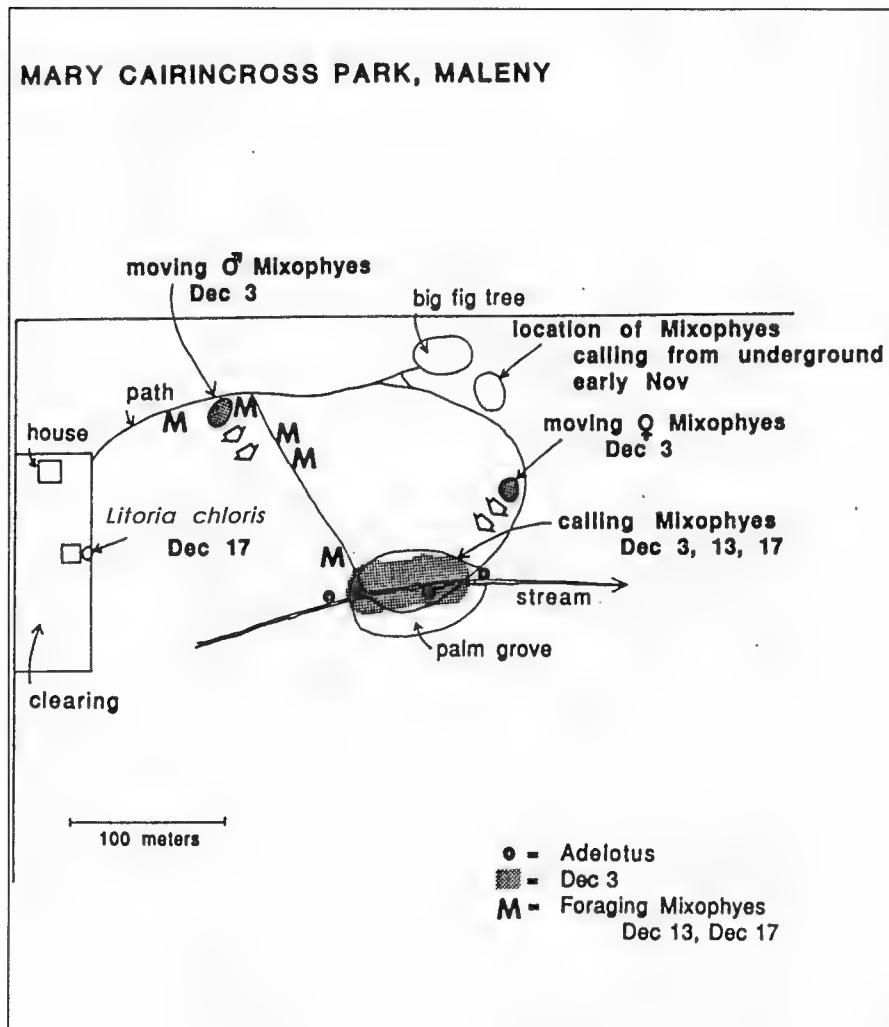 MARY CAIRINCROSS PARK, MALENY
moving ♂ Mixophyes
Dec 3
big fig tree
location of Mixophyes
calling from underground
early Nov
path
M
M
M
M
house
moving ♀ Mixophyes
Dec 3
Litoria chloris
Dec 17
calling Mixophyes
Dec 3, 13, 17
M
stream
palm grove
clearing
100 meters
= Adelotus
= Dec 3
M = Foraging Mixophyes
Dec 13, Dec 17